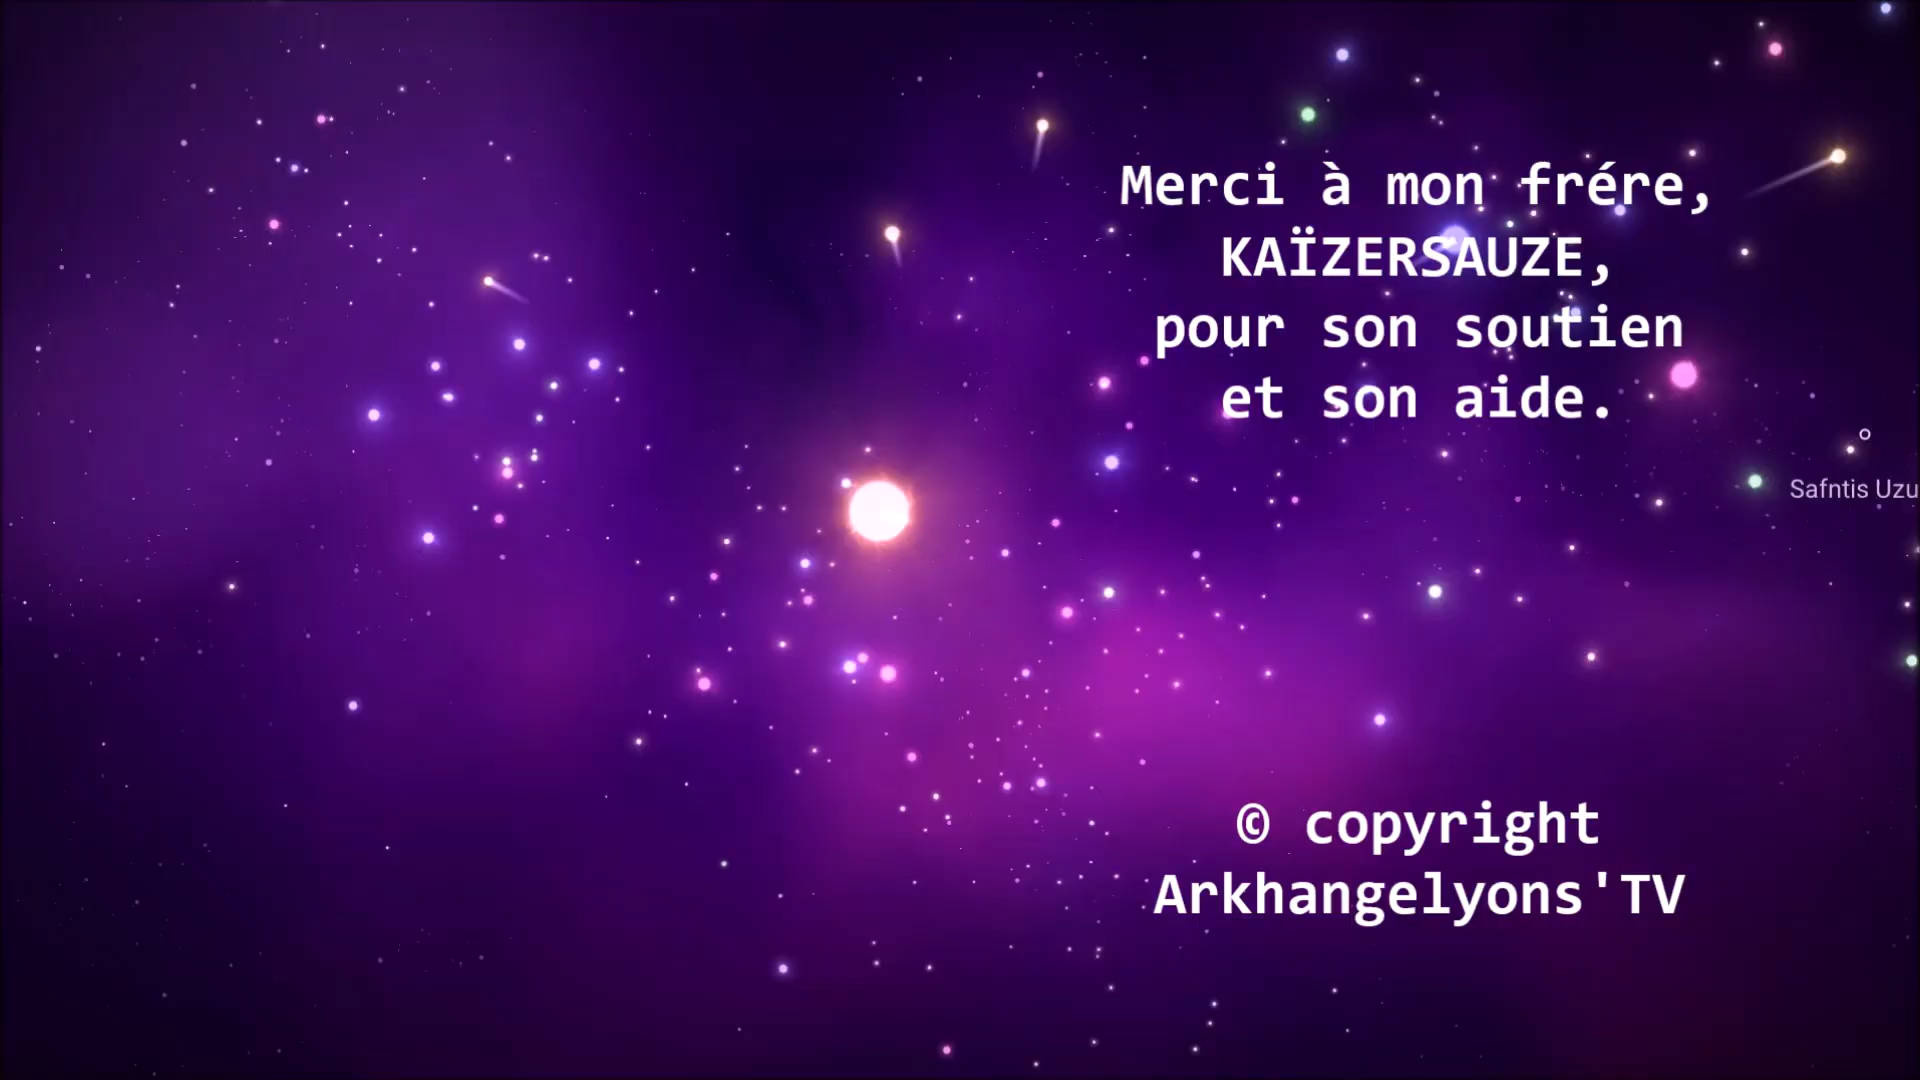 Merci à mon frére,
KAÏZERSAUZE,
pour son soutien
et son aide.
Safntis Uzu
© copyright
Arkhangelyons'TV